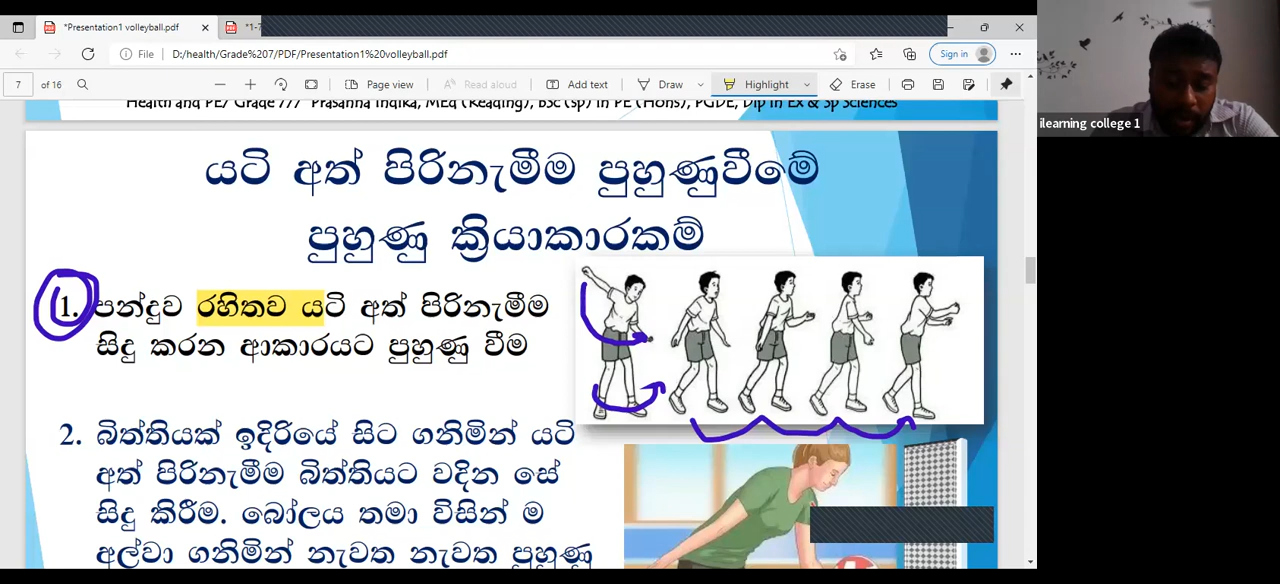 *Presentation1 volleyball.pdf
*1-7
File
D:/health/Grade%207/PDF/Presentation1%20volleyball.pdf
Sign in
7 of 16
Page view
Read aloud
Add text
Draw
Highlight
Erase
ilearning college 1
Health and PE/ Grade 7// Prasanna Indika, MEd (Reading), BSc (Sp) in PE (Hons), PGDE, Dip in Ex & Sp Sciences
යටි අත් පිරිනැමීම පුහුණුවීමේ
පුහුණු ක්‍රියාකාරකම්
1. පන්දුව රහිතව යටි අත් පිරිනැමීම
සිදු කරන ආකාරයට පුහුණු වීම
2. බිත්තියක් ඉදිරියේ සිට ගනිමින් යටි
අත් පිරිනැමීම බිත්තියට වදින සේ
සිදු කිරීම. බෝලය තමා විසින් ම
අල්වා ගනිමින් නැවත නැවත පුහුණු